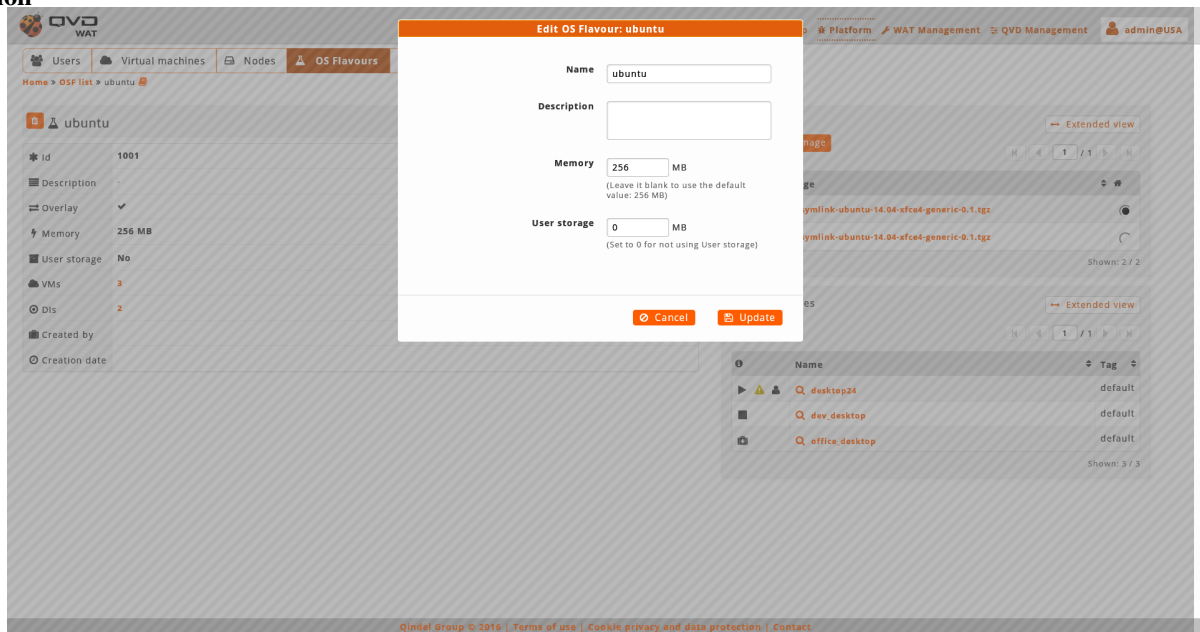 QVD
WAT
Platform
WAT Management
QVD Management
admin@USA
Users
Virtual machines
Nodes
OS Flavours
Home » OSF list » ubuntu
ubuntu
Id 1001
Description -
Overlay
Memory 256 MB
User storage No
VMs 3
DIs 2
Created by
Creation date
Edit OS Flavour: ubuntu
Name ubuntu
Description
Memory 256 MB
(Leave it blank to use the default
value: 256 MB)
User storage 0 MB
(Set to 0 for not using User storage)
Cancel Update
Extended view
1 / 1
ymlink-ubuntu-14.04-xfce4-generic-0.1.tgz
ymlink-ubuntu-14.04-xfce4-generic-0.1.tgz
Shown: 2 / 2
es
Extended view
1 / 1
Name Tag
desktop24 default
dev_desktop default
office_desktop default
Shown: 3 / 3
Qindel Group © 2016 | Terms of use | Cookie privacy and data protection | Contact